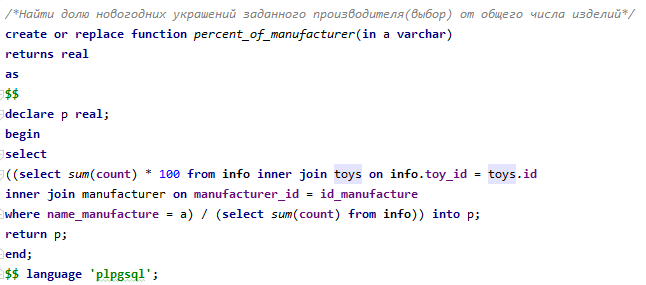 /*Найти долю новогодних украшений заданного производителя(выбор) от общего числа изделий*/
create or replace function percent_of_manufacturer(in a varchar)
returns real
as
$$
declare p real;
begin
select
((select sum(count) * 100 from info inner join toys on info.toy_id = toys.id
inner join manufacturer on manufacturer_id = id_manufacture
where name_manufacture = a) / (select sum(count) from info)) into p;
return p;
end;
$$ language 'plpgsql';